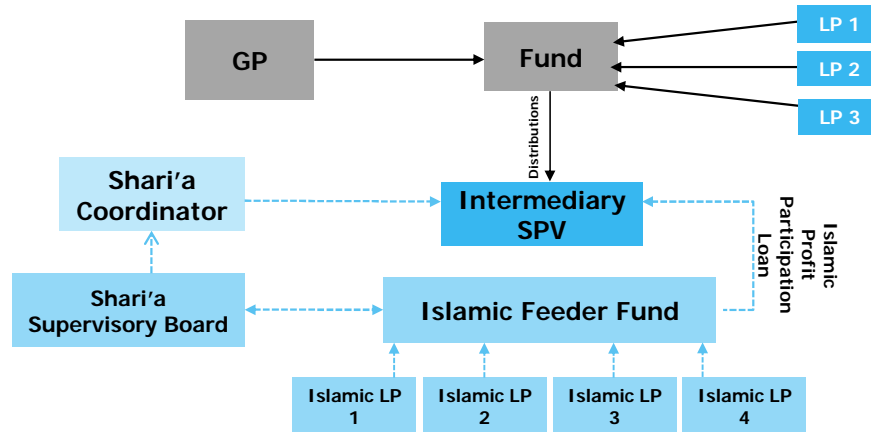 GP
Fund
LP 1
LP 2
LP 3
Distributions
Shari'a
Coordinator
Intermediary
SPV
Islamic
Profit
Participation
Loan
Shari'a
Supervisory Board
Islamic Feeder Fund
Islamic LP
1
Islamic LP
2
Islamic LP
3
Islamic LP
4